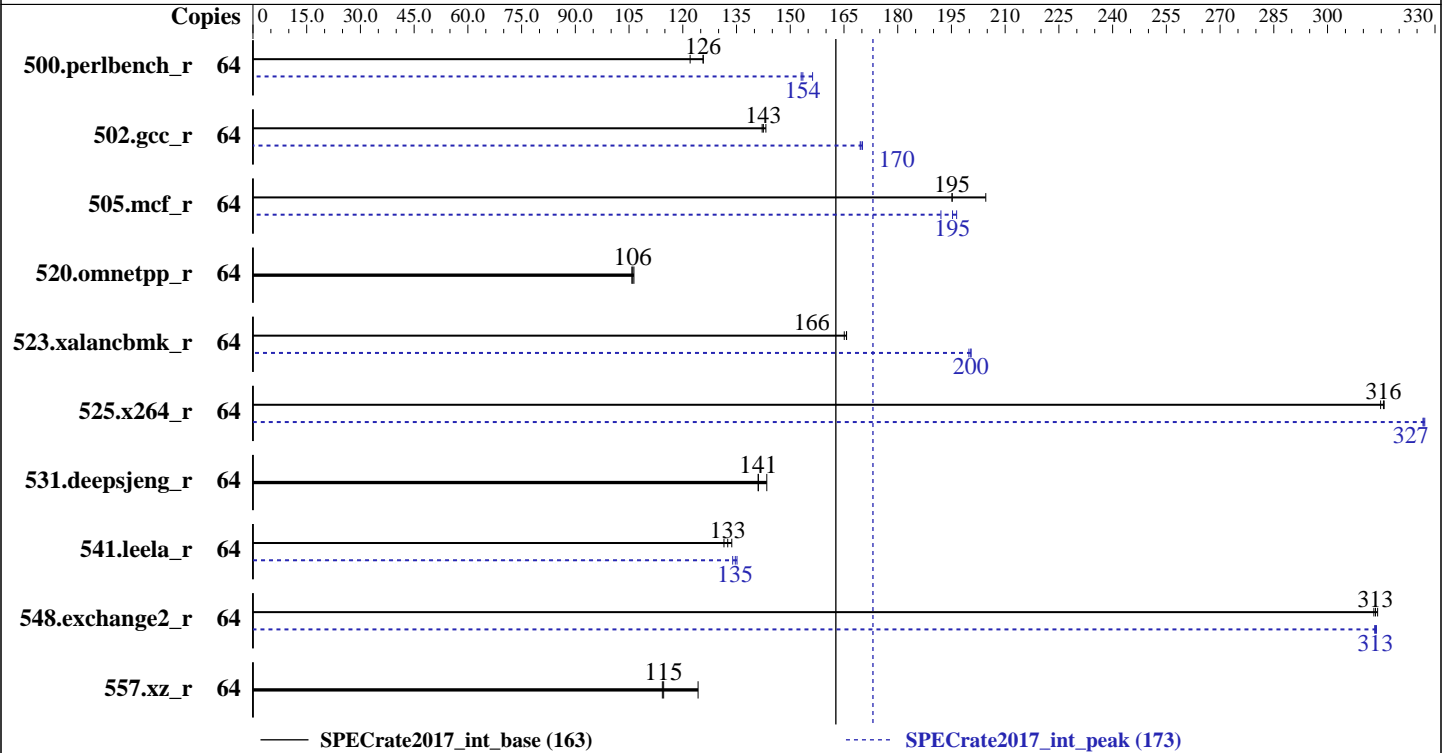 Copies 0 15.0 30.0 45.0 60.0 75.0 90.0 105 120 135 150 165 180 195 210 225 240 255 270 285 300 330
126
500.perlbench_r 64
154
143
502.gcc_r 64
170
195
505.mcf_r 64
195
106
520.omnetpp_r 64
166
523.xalancbmk_r 64
200
316
525.x264_r 64
327
141
531.deepsjeng_r 64
133
541.leela_r 64
135
313
548.exchange2_r 64
313
115
557.xz_r 64
SPECrate2017_int_base (163) SPECrate2017_int_peak (173)